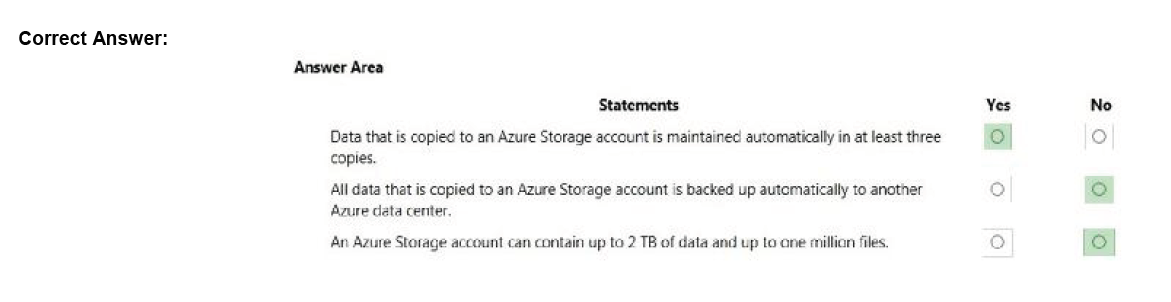 Correct Answer:
Answer Area
Statements Yes No
Data that is copied to an Azure Storage account is maintained automatically in at least three
copies.
All data that is copied to an Azure Storage account is backed up automatically to another
Azure data center.
An Azure Storage account can contain up to 2 TB of data and up to one million files.